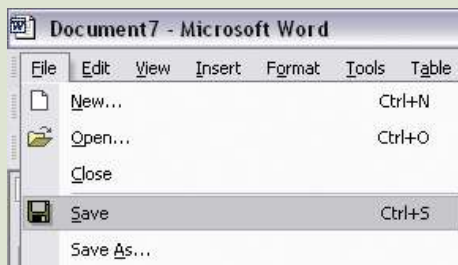 Document7 - Microsoft Word
File Edit View Insert Format Tools Table
New... Ctrl+N
Open... Ctrl+O
Close
Save Ctrl+S
Save As...